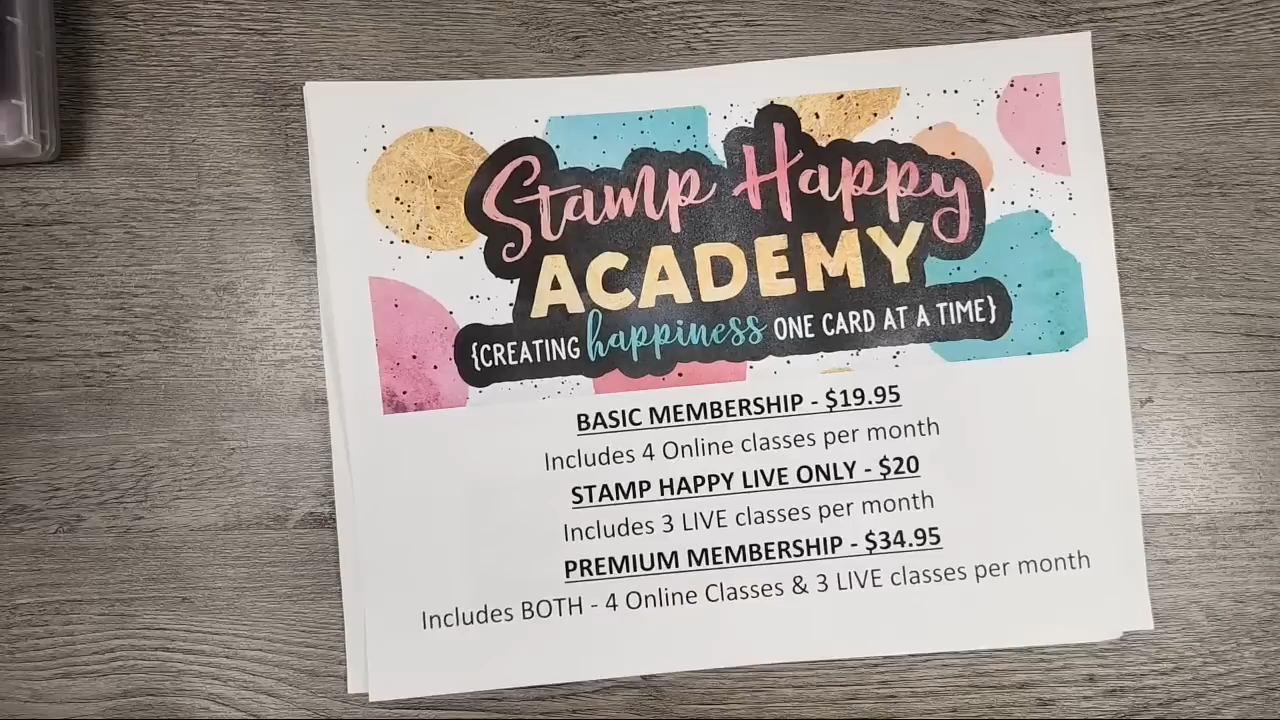 Stamp Happy
ACADEMY
{CREATING happiness ONE CARD AT A TIME}
BASIC MEMBERSHIP - $19.95
Includes 4 Online classes per month
STAMP HAPPY LIVE ONLY - $20
Includes 3 LIVE classes per month
PREMIUM MEMBERSHIP - $34.95
Includes BOTH - 4 Online Classes & 3 LIVE classes per month